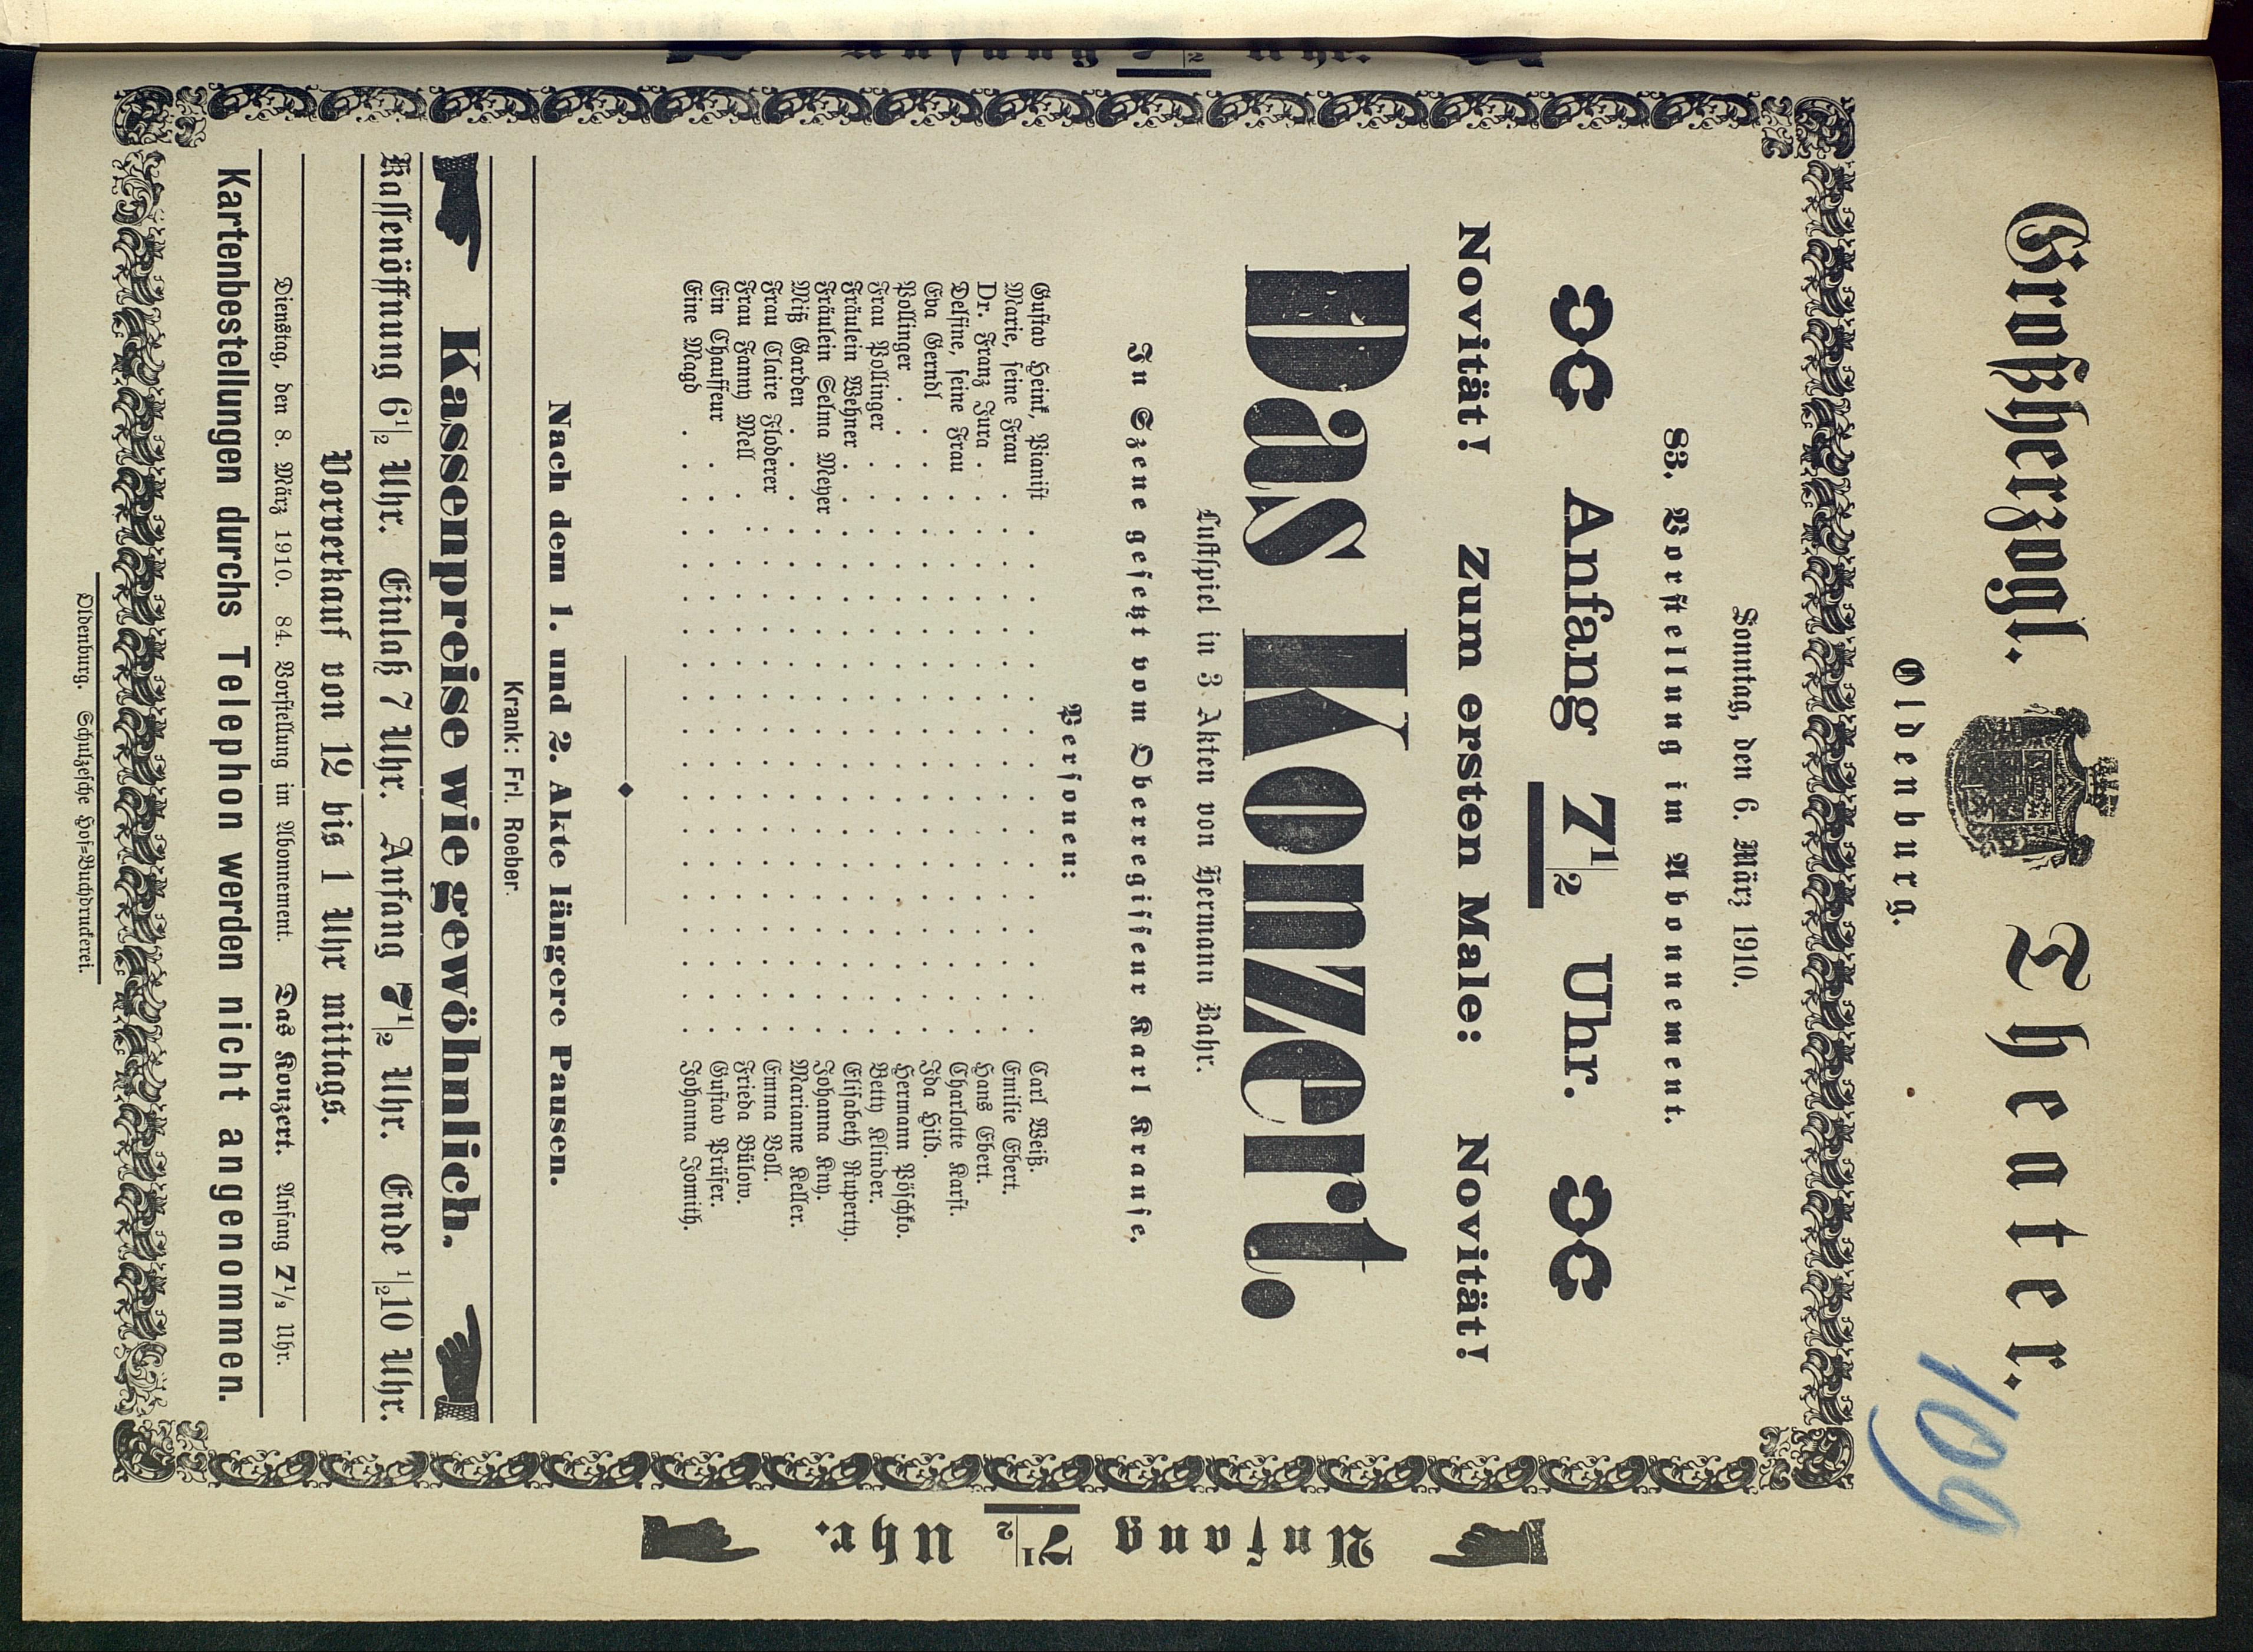 Großherzogl. Theater.
109
Oldenburg.
Sonntag, den 6. März 1910.
83. Vorstellung im Abonnement.
Anfang 7½ Uhr.
Novität! Zum ersten Male: Novität!
Das Konzert.
Lustspiel in 3 Akten von Hermann Bahr.
In Szene gesetzt vom Oberregisseur Karl Krause.
Personen:
Gustav Heink, Pianist . . . . Carl Weiß.
Marie, seine Frau . . . . Emilie Ebert.
Dr. Franz Jura . . . . Hans Ebert.
Delfine, seine Frau . . . . Charlotte Karst.
Eva Gerndl . . . . Ida Hild.
Pollinger . . . . Hermann Pöschko.
Frau Pollinger . . . . Betty Klinder.
Fräulein Wehner . . . . Elisabeth Ruperty.
Fräulein Selma Meyer . . . . Johanna Kny.
Miß Garden . . . . Marianne Keller.
Frau Claire Floderer . . . . Emma Boll.
Frau Fanny Mell . . . . Frieda Bülow.
Ein Chauffeur . . . . Gustav Prüfer.
Eine Magd . . . . Johanna Jomith.
Nach dem 1. und 2. Akte längere Pausen.
Krank: Frl. Roeber.
Kassenpreise wie gewöhnlich.
Kassenöffnung 6½ Uhr. Einlaß 7 Uhr. Anfang 7½ Uhr. Ende ½10 Uhr.
Vorverkauf von 12 bis 1 Uhr mittags.
Dienstag, den 8. März 1910. 84. Vorstellung im Abonnement. Das Konzert. Anfang 7½ Uhr.
Kartenbestellungen durchs Telephon werden nicht angenommen.
Oldenburg. Schulzesche Hof=Buchdruckerei.
Anfang 7½ Uhr.
Anfang 7½ Uhr.